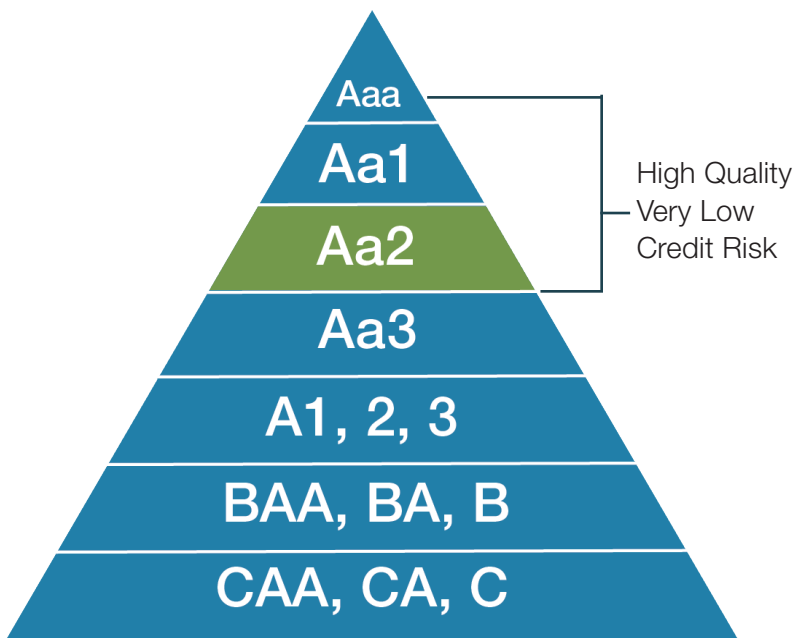 Aaa
Aa1
Aa2
Aa3
A1, 2, 3
BAA, BA, B
CAA, CA, C
High Quality
Very Low
Credit Risk